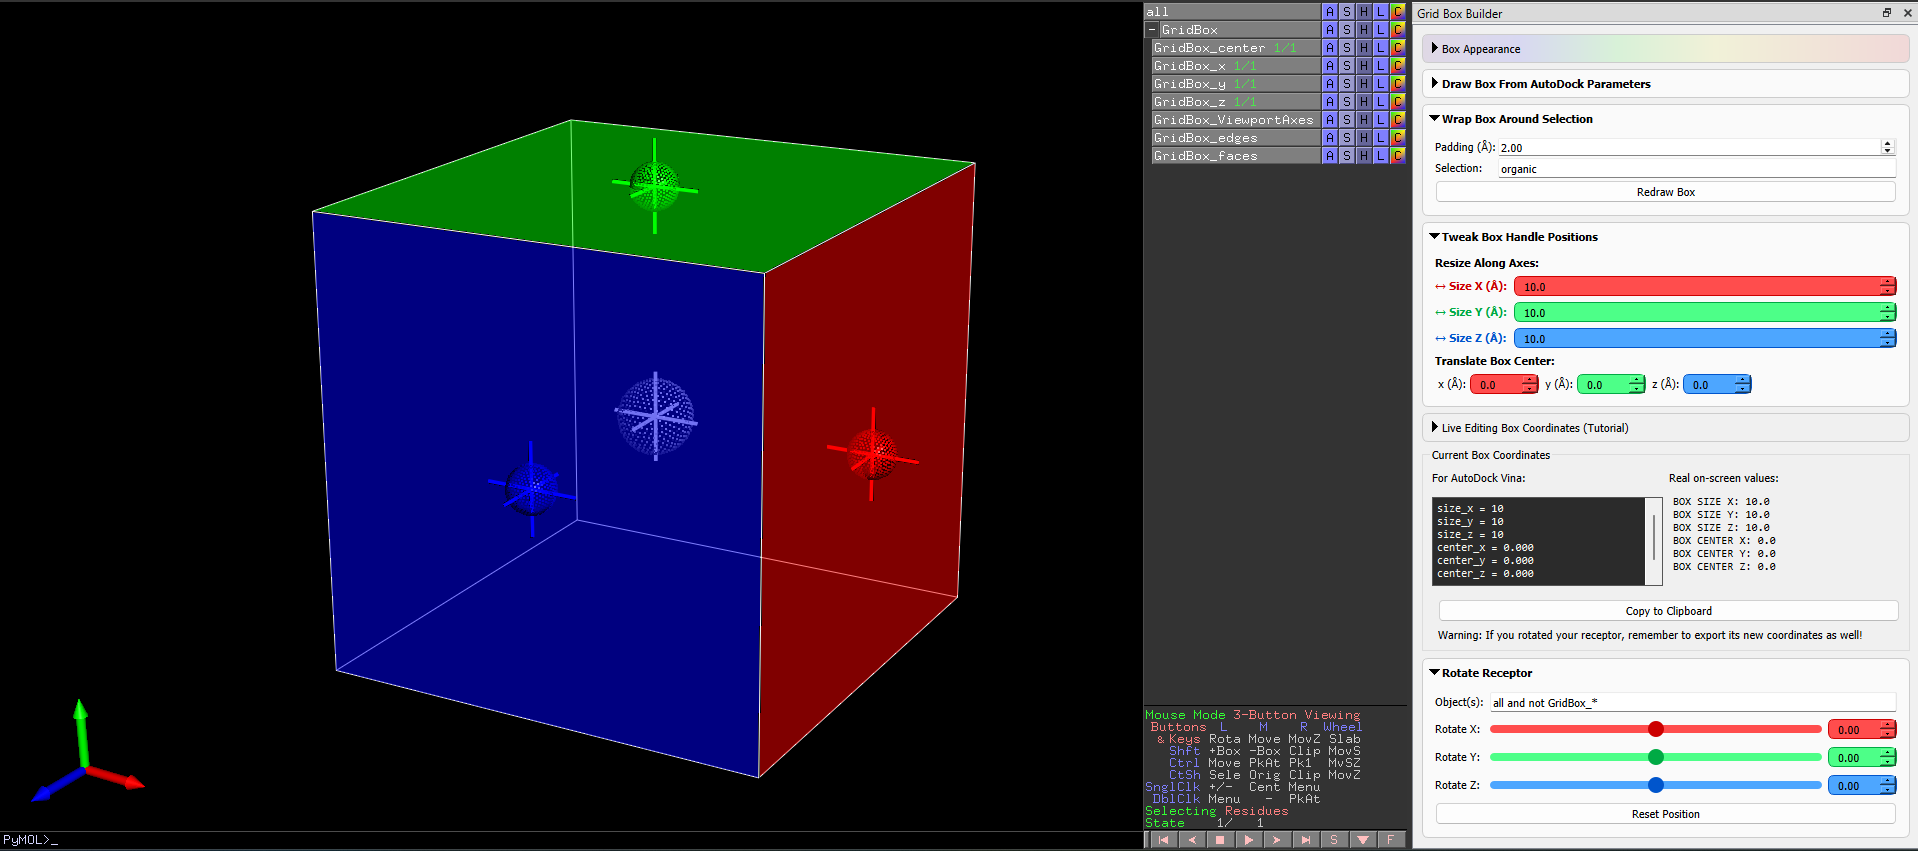 all A S H L C
- GridBox A S H L C
GridBox_center 1/1 A S H L C
GridBox_x 1/1 A S H L C
GridBox_y 1/1 A S H L C
GridBox_z 1/1 A S H L C
GridBox_ViewportAxes A S H L C
GridBox_edges A S H L C
GridBox_faces A S H L C
Mouse Mode 3-Button Viewing
Buttons L M R Wheel
& Keys Rota Move MovZ Slab
Shft +Box -Box Clip MovS
Ctrl Move PkAt Pk1 MvSZ
CtSh Sele Orig Clip MovZ
SnglClk +/- Cent Menu
DblClk Menu - PkAt
Selecting Residues
State 1/ 1
S F
PyMOL>_
Grid Box Builder
Box Appearance
Draw Box From AutoDock Parameters
Wrap Box Around Selection
Padding (Å): 2.00
Selection: organic
Redraw Box
Tweak Box Handle Positions
Resize Along Axes:
↔ Size X (Å): 10.0
↔ Size Y (Å): 10.0
↔ Size Z (Å): 10.0
Translate Box Center:
x (Å): 0.0 y (Å): 0.0 z (Å): 0.0
Live Editing Box Coordinates (Tutorial)
Current Box Coordinates
For AutoDock Vina:
size_x = 10
size_y = 10
size_z = 10
center_x = 0.000
center_y = 0.000
center_z = 0.000
Real on-screen values:
BOX SIZE X: 10.0
BOX SIZE Y: 10.0
BOX SIZE Z: 10.0
BOX CENTER X: 0.0
BOX CENTER Y: 0.0
BOX CENTER Z: 0.0
Copy to Clipboard
Warning: If you rotated your receptor, remember to export its new coordinates as well!
Rotate Receptor
Object(s): all and not GridBox_*
Rotate X: 0.00
Rotate Y: 0.00
Rotate Z: 0.00
Reset Position